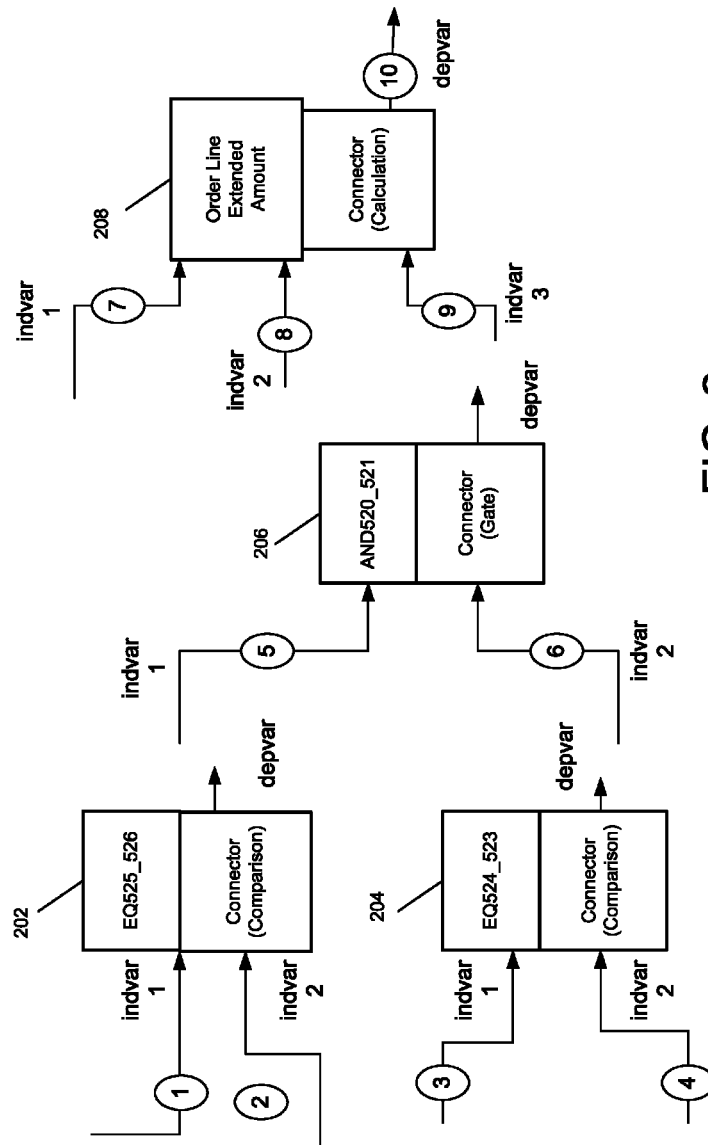 202
EQ525_526
Connector
(Comparison)
indvar
1
indvar
2
depvar
1
2
204
EQ524_523
Connector
(Comparison)
indvar
1
indvar
2
depvar
3
4
206
AND520_521
Connector
(Gate)
indvar
1
indvar
2
depvar
5
6
208
Order Line
Extended
Amount
Connector
(Calculation)
indvar
1
indvar
2
indvar
3
depvar
7
8
9
10
FIG.